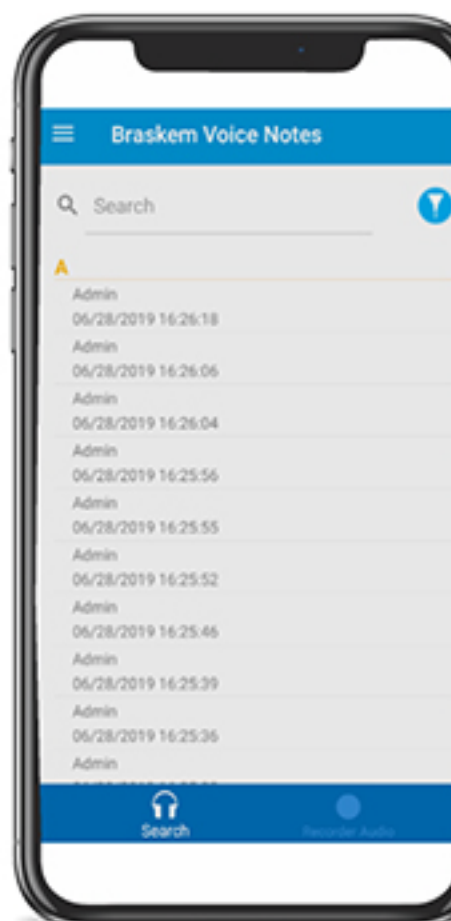 Braskem Voice Notes
Search
A
Admin
06/28/2019 16:26:18
Admin
06/28/2019 16:26:06
Admin
06/28/2019 16:26:04
Admin
06/28/2019 16:25:56
Admin
06/28/2019 16:25:55
Admin
06/28/2019 16:25:52
Admin
06/28/2019 16:25:46
Admin
06/28/2019 16:25:39
Admin
06/28/2019 16:25:36
Admin
Search
Recorder Audio